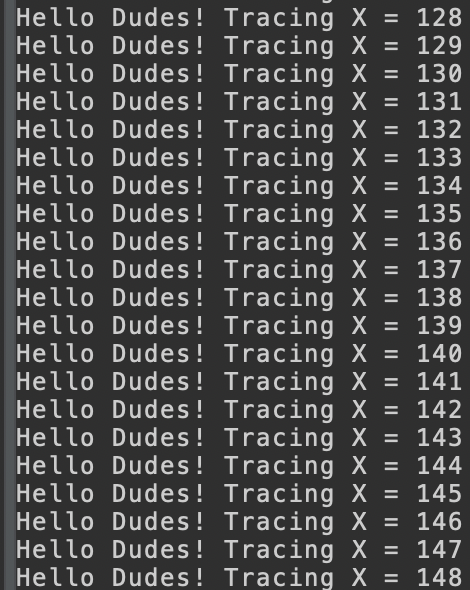 Hello Dudes! Tracing X = 128
Hello Dudes! Tracing X = 129
Hello Dudes! Tracing X = 130
Hello Dudes! Tracing X = 131
Hello Dudes! Tracing X = 132
Hello Dudes! Tracing X = 133
Hello Dudes! Tracing X = 134
Hello Dudes! Tracing X = 135
Hello Dudes! Tracing X = 136
Hello Dudes! Tracing X = 137
Hello Dudes! Tracing X = 138
Hello Dudes! Tracing X = 139
Hello Dudes! Tracing X = 140
Hello Dudes! Tracing X = 141
Hello Dudes! Tracing X = 142
Hello Dudes! Tracing X = 143
Hello Dudes! Tracing X = 144
Hello Dudes! Tracing X = 145
Hello Dudes! Tracing X = 146
Hello Dudes! Tracing X = 147
Hello Dudes! Tracing X = 148